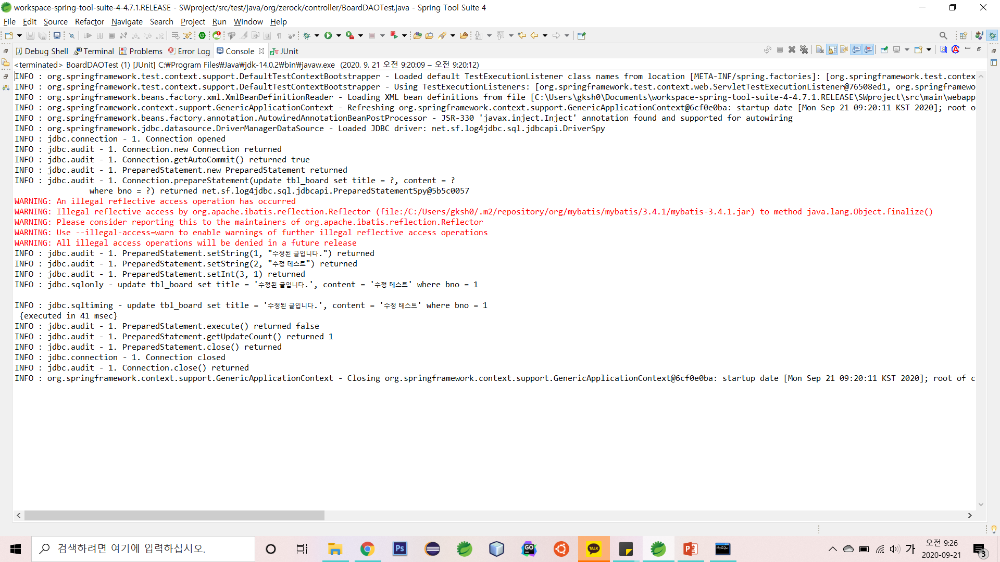 workspace-spring-tool-suite-4-4.7.1.RELEASE - SWproject/src/test/java/org/zerock/controller/BoardDAOTest.java - Spring Tool Suite 4
File Edit Source Refactor Navigate Search Project Run Window Help
Debug Shell Terminal Problems Error Log Console JUnit
<terminated> BoardDAOTest (1) [JUnit] C:₩Program Files₩Java₩jdk-14.0.2₩bin₩javaw.exe (2020. 9. 21 오전 9:20:09 – 오전 9:20:12)
INFO : org.springframework.test.context.support.DefaultTestContextBootstrapper - Loaded default TestExecutionListener class names from location [META-INF/spring.factories]: [org.springframework.test.contex
INFO : org.springframework.test.context.support.DefaultTestContextBootstrapper - Using TestExecutionListeners: [org.springframework.test.context.web.ServletTestExecutionListener@76508ed1, org.springframewo
INFO : org.springframework.beans.factory.xml.XmlBeanDefinitionReader - Loading XML bean definitions from file [C:\Users\gksh0\Documents\workspace-spring-tool-suite-4-4.7.1.RELEASE\SWproject\src\main\webapp
INFO : org.springframework.context.support.GenericApplicationContext - Refreshing org.springframework.context.support.GenericApplicationContext@6cf0e0ba: startup date [Mon Sep 21 09:20:11 KST 2020]; root o
INFO : org.springframework.beans.factory.annotation.AutowiredAnnotationBeanPostProcessor - JSR-330 'javax.inject.Inject' annotation found and supported for autowiring
INFO : org.springframework.jdbc.datasource.DriverManagerDataSource - Loaded JDBC driver: net.sf.log4jdbc.sql.jdbcapi.DriverSpy
INFO : jdbc.connection - 1. Connection opened
INFO : jdbc.audit - 1. Connection.new Connection returned
INFO : jdbc.audit - 1. Connection.getAutoCommit() returned true
INFO : jdbc.audit - 1. PreparedStatement.new PreparedStatement returned
INFO : jdbc.audit - 1. Connection.prepareStatement(update tbl_board set title = ?, content = ?
where bno = ?) returned net.sf.log4jdbc.sql.jdbcapi.PreparedStatementSpy@5b5c0057
WARNING: An illegal reflective access operation has occurred
WARNING: Illegal reflective access by org.apache.ibatis.reflection.Reflector (file:/C:/Users/gksh0/.m2/repository/org/mybatis/mybatis/3.4.1/mybatis-3.4.1.jar) to method java.lang.Object.finalize()
WARNING: Please consider reporting this to the maintainers of org.apache.ibatis.reflection.Reflector
WARNING: Use --illegal-access=warn to enable warnings of further illegal reflective access operations
WARNING: All illegal access operations will be denied in a future release
INFO : jdbc.audit - 1. PreparedStatement.setString(1, "수정된 글입니다.") returned
INFO : jdbc.audit - 1. PreparedStatement.setString(2, "수정 테스트") returned
INFO : jdbc.audit - 1. PreparedStatement.setInt(3, 1) returned
INFO : jdbc.sqlonly - update tbl_board set title = '수정된 글입니다.', content = '수정 테스트' where bno = 1
INFO : jdbc.sqltiming - update tbl_board set title = '수정된 글입니다.', content = '수정 테스트' where bno = 1
{executed in 41 msec}
INFO : jdbc.audit - 1. PreparedStatement.execute() returned false
INFO : jdbc.audit - 1. PreparedStatement.getUpdateCount() returned 1
INFO : jdbc.audit - 1. PreparedStatement.close() returned
INFO : jdbc.connection - 1. Connection closed
INFO : jdbc.audit - 1. Connection.close() returned
INFO : org.springframework.context.support.GenericApplicationContext - Closing org.springframework.context.support.GenericApplicationContext@6cf0e0ba: startup date [Mon Sep 21 09:20:11 KST 2020]; root of c
검색하려면 여기에 입력하십시오.
Ps
GO
TALK
MySQL
가
오전 9:26
2020-09-21
3